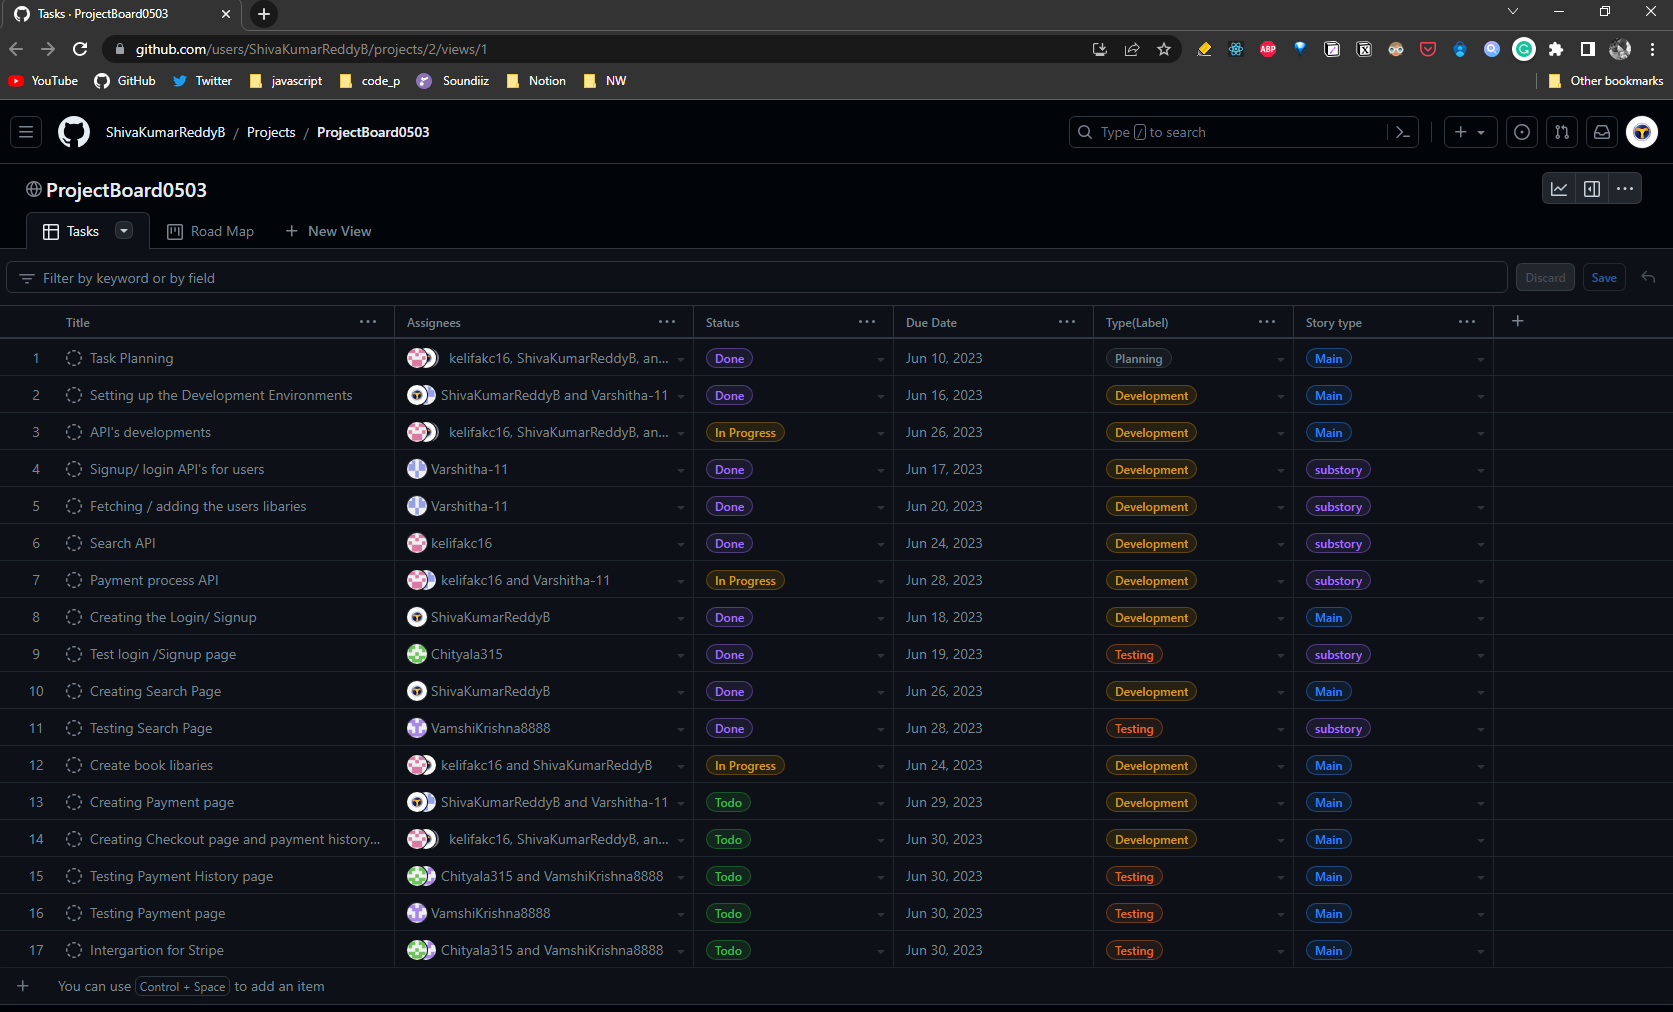 Tasks · ProjectBoard0503
github.com/users/ShivaKumarReddyB/projects/2/views/1
ABP
YouTube GitHub Twitter javascript code_p Soundiiz Notion NW Other bookmarks
ShivaKumarReddyB / Projects / ProjectBoard0503 Type / to search
ProjectBoard0503
Tasks Road Map New View
Filter by keyword or by field Discard Save
Title Assignees Status Due Date Type(Label) Story type
1 Task Planning kelifakc16, ShivaKumarReddyB, an... Done Jun 10, 2023 Planning Main
2 Setting up the Development Environments ShivaKumarReddyB and Varshitha-11 Done Jun 16, 2023 Development Main
3 API's developments kelifakc16, ShivaKumarReddyB, an... In Progress Jun 26, 2023 Development Main
4 Signup/ login API's for users Varshitha-11 Done Jun 17, 2023 Development substory
5 Fetching / adding the users libaries Varshitha-11 Done Jun 20, 2023 Development substory
6 Search API kelifakc16 Done Jun 24, 2023 Development substory
7 Payment process API kelifakc16 and Varshitha-11 In Progress Jun 28, 2023 Development substory
8 Creating the Login/ Signup ShivaKumarReddyB Done Jun 18, 2023 Development Main
9 Test login /Signup page Chityala315 Done Jun 19, 2023 Testing substory
10 Creating Search Page ShivaKumarReddyB Done Jun 26, 2023 Development Main
11 Testing Search Page VamshiKrishna8888 Done Jun 28, 2023 Testing substory
12 Create book libaries kelifakc16 and ShivaKumarReddyB In Progress Jun 24, 2023 Development Main
13 Creating Payment page ShivaKumarReddyB and Varshitha-11 Todo Jun 29, 2023 Development Main
14 Creating Checkout page and payment history... kelifakc16, ShivaKumarReddyB, an... Todo Jun 30, 2023 Development Main
15 Testing Payment History page Chityala315 and VamshiKrishna8888 Todo Jun 30, 2023 Testing Main
16 Testing Payment page VamshiKrishna8888 Todo Jun 30, 2023 Testing Main
17 Intergartion for Stripe Chityala315 and VamshiKrishna8888 Todo Jun 30, 2023 Testing Main
You can use Control + Space to add an item